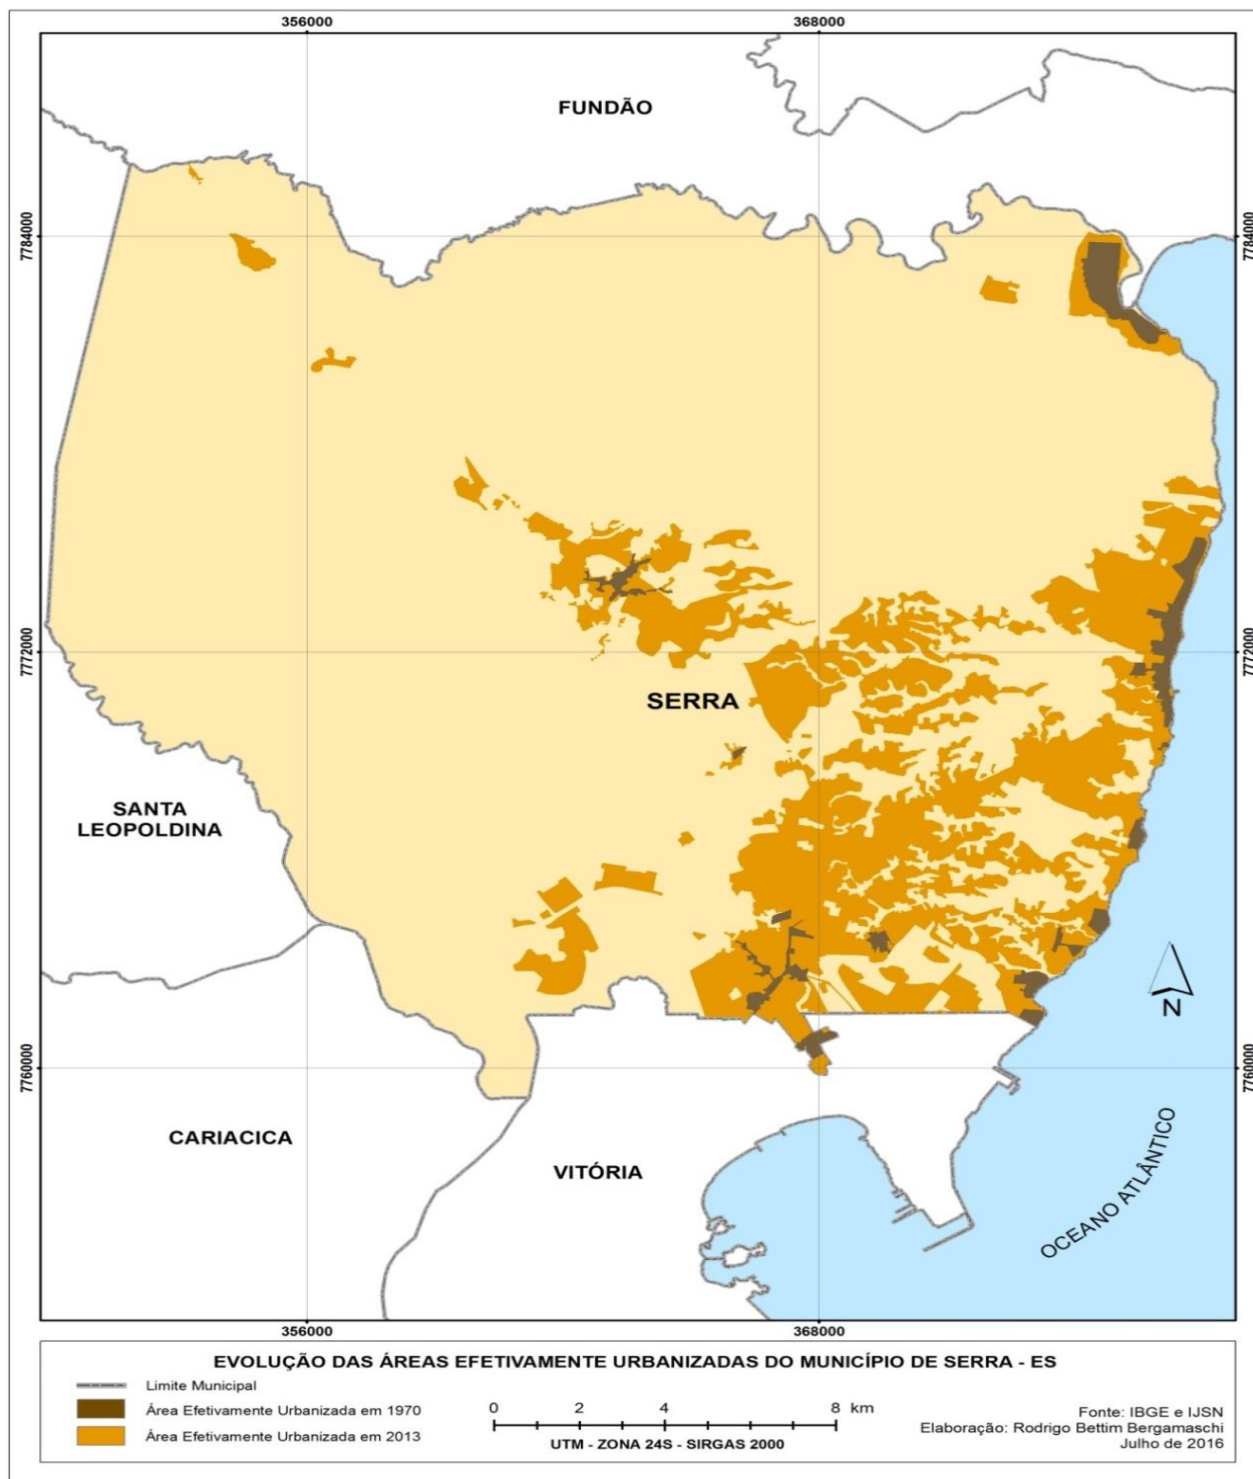 356000
368000
FUNDÃO
7784000
7784000
7772000
7772000
SERRA
SANTA
LEOPOLDINA
N
7760000
7760000
CARIACICA
VITÓRIA
OCEANO ATLÂNTICO
356000
368000
EVOLUÇÃO DAS ÁREAS EFETIVAMENTE URBANIZADAS DO MUNICÍPIO DE SERRA - ES
Limite Municipal
Área Efetivamente Urbanizada em 1970
Área Efetivamente Urbanizada em 2013
0 2 4 6 8 km
UTM - ZONA 24S - SIRGAS 2000
Fonte: IBGE e IJSN
Elaboração: Rodrigo Bettim Bergamaschi
Julho de 2016